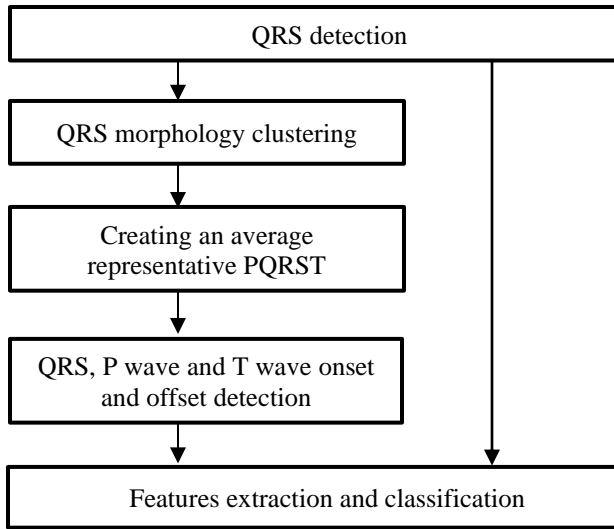 QRS detection
QRS morphology clustering
Creating an average
representative PQRST
QRS, P wave and T wave onset
and offset detection
Features extraction and classification